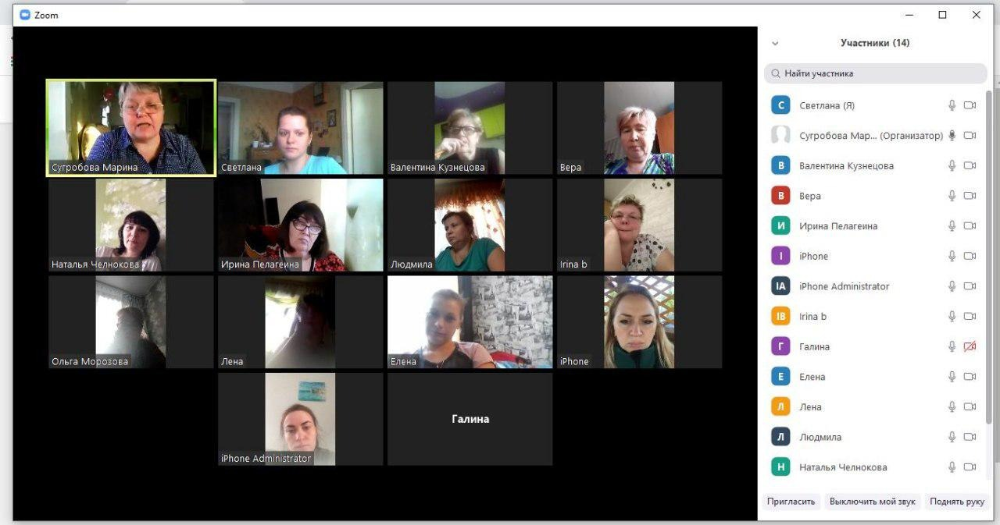 Zoom
Сугробова Марина
Светлана
Валентина Кузнецова
Вера
Наталья Челнокова
Ирина Пелагеина
Людмила
Irina b
Ольга Морозова
Лена
Елена
iPhone
iPhone Administrator
Галина
Участники (14)
Найти участника
С Светлана (Я)
Сугробова Мар... (Организатор)
В Валентина Кузнецова
В Вера
И Ирина Пелагеина
I iPhone
IA iPhone Administrator
IB Irina b
Г Галина
Е Елена
Л Лена
Л Людмила
Н Наталья Челнокова
Пригласить Выключить мой звук Поднять руку